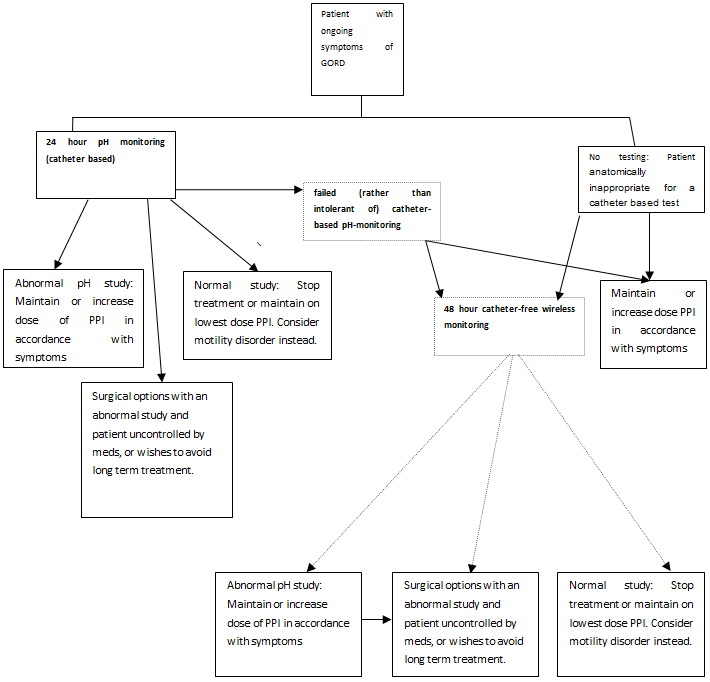 Patient with
ongoing
symptoms of
GORD
24 hour pH monitoring
(catheter based)
No testing: Patient
anatomically
inappropriate for a
catheter based test
failed (rather than
intolerant of) catheter-
based pH-monitoring
Abnormal pH study:
Maintain or increase
dose of PPI in
accordance with
symptoms
Normal study: Stop
treatment or maintain on
lowest dose PPI. Consider
motility disorder instead.
48 hour catheter-free wireless
monitoring
Maintain or
increase dose PPI
in accordance
with symptoms
Surgical options with an
abnormal study and
patient uncontrolled by
meds, or wishes to avoid
long term treatment.
Abnormal pH study:
Maintain or increase
dose of PPI in accordance
with symptoms
Surgical options with an
abnormal study and
patient uncontrolled by
meds, or wishes to avoid
long term treatment.
Normal study: Stop
treatment or maintain on
lowest dose PPI. Consider
motility disorder instead.